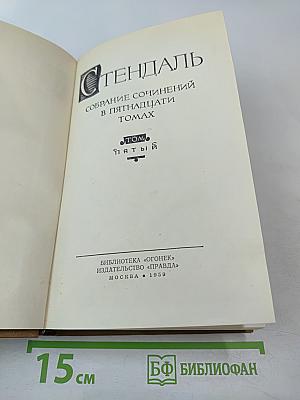 СТЕНДАЛЬ
СОБРАНИЕ СОЧИНЕНИЙ
В ПЯТНАДЦАТИ
ТОМАХ
ТОМ
ПЯТЫЙ
БИБЛИОТЕКА «ОГОНЕК»
ИЗДАТЕЛЬСТВО «ПРАВДА»
МОСКВА • 1959
15 см
БФ БИБЛИОФАН